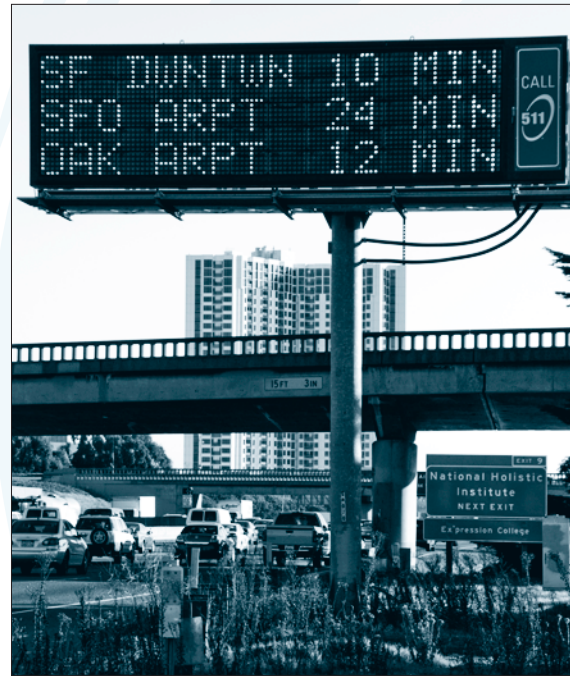 SF DWNTWN 10 MIN
SFO ARPT 24 MIN
OAK ARPT 12 MIN
CALL
511
15FT 3IN
EXIT 9
National Holistic
Institute
NEXT EXIT
Ex'pression College